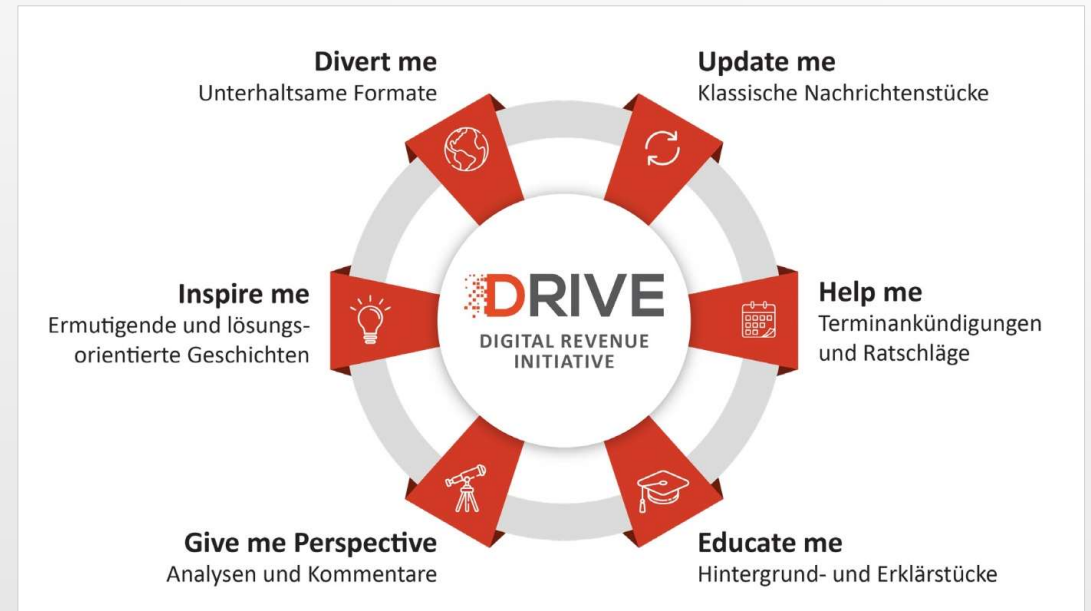 Divert me
Unterhaltsame Formate
Update me
Klassische Nachrichtenstücke
Inspire me
Ermutigende und lösungs-
orientierte Geschichten
DRIVE
DIGITAL REVENUE
INITIATIVE
Help me
Terminankündigungen
und Ratschläge
Give me Perspective
Analysen und Kommentare
Educate me
Hintergrund- und Erklärstücke